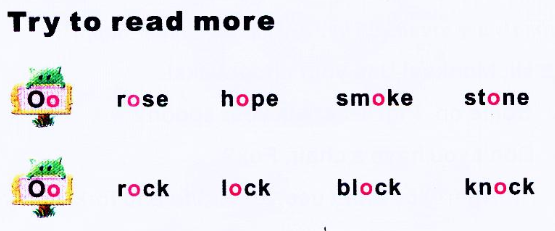 Try to read more
Oo rose hope smoke stone
Oo rock lock block knock